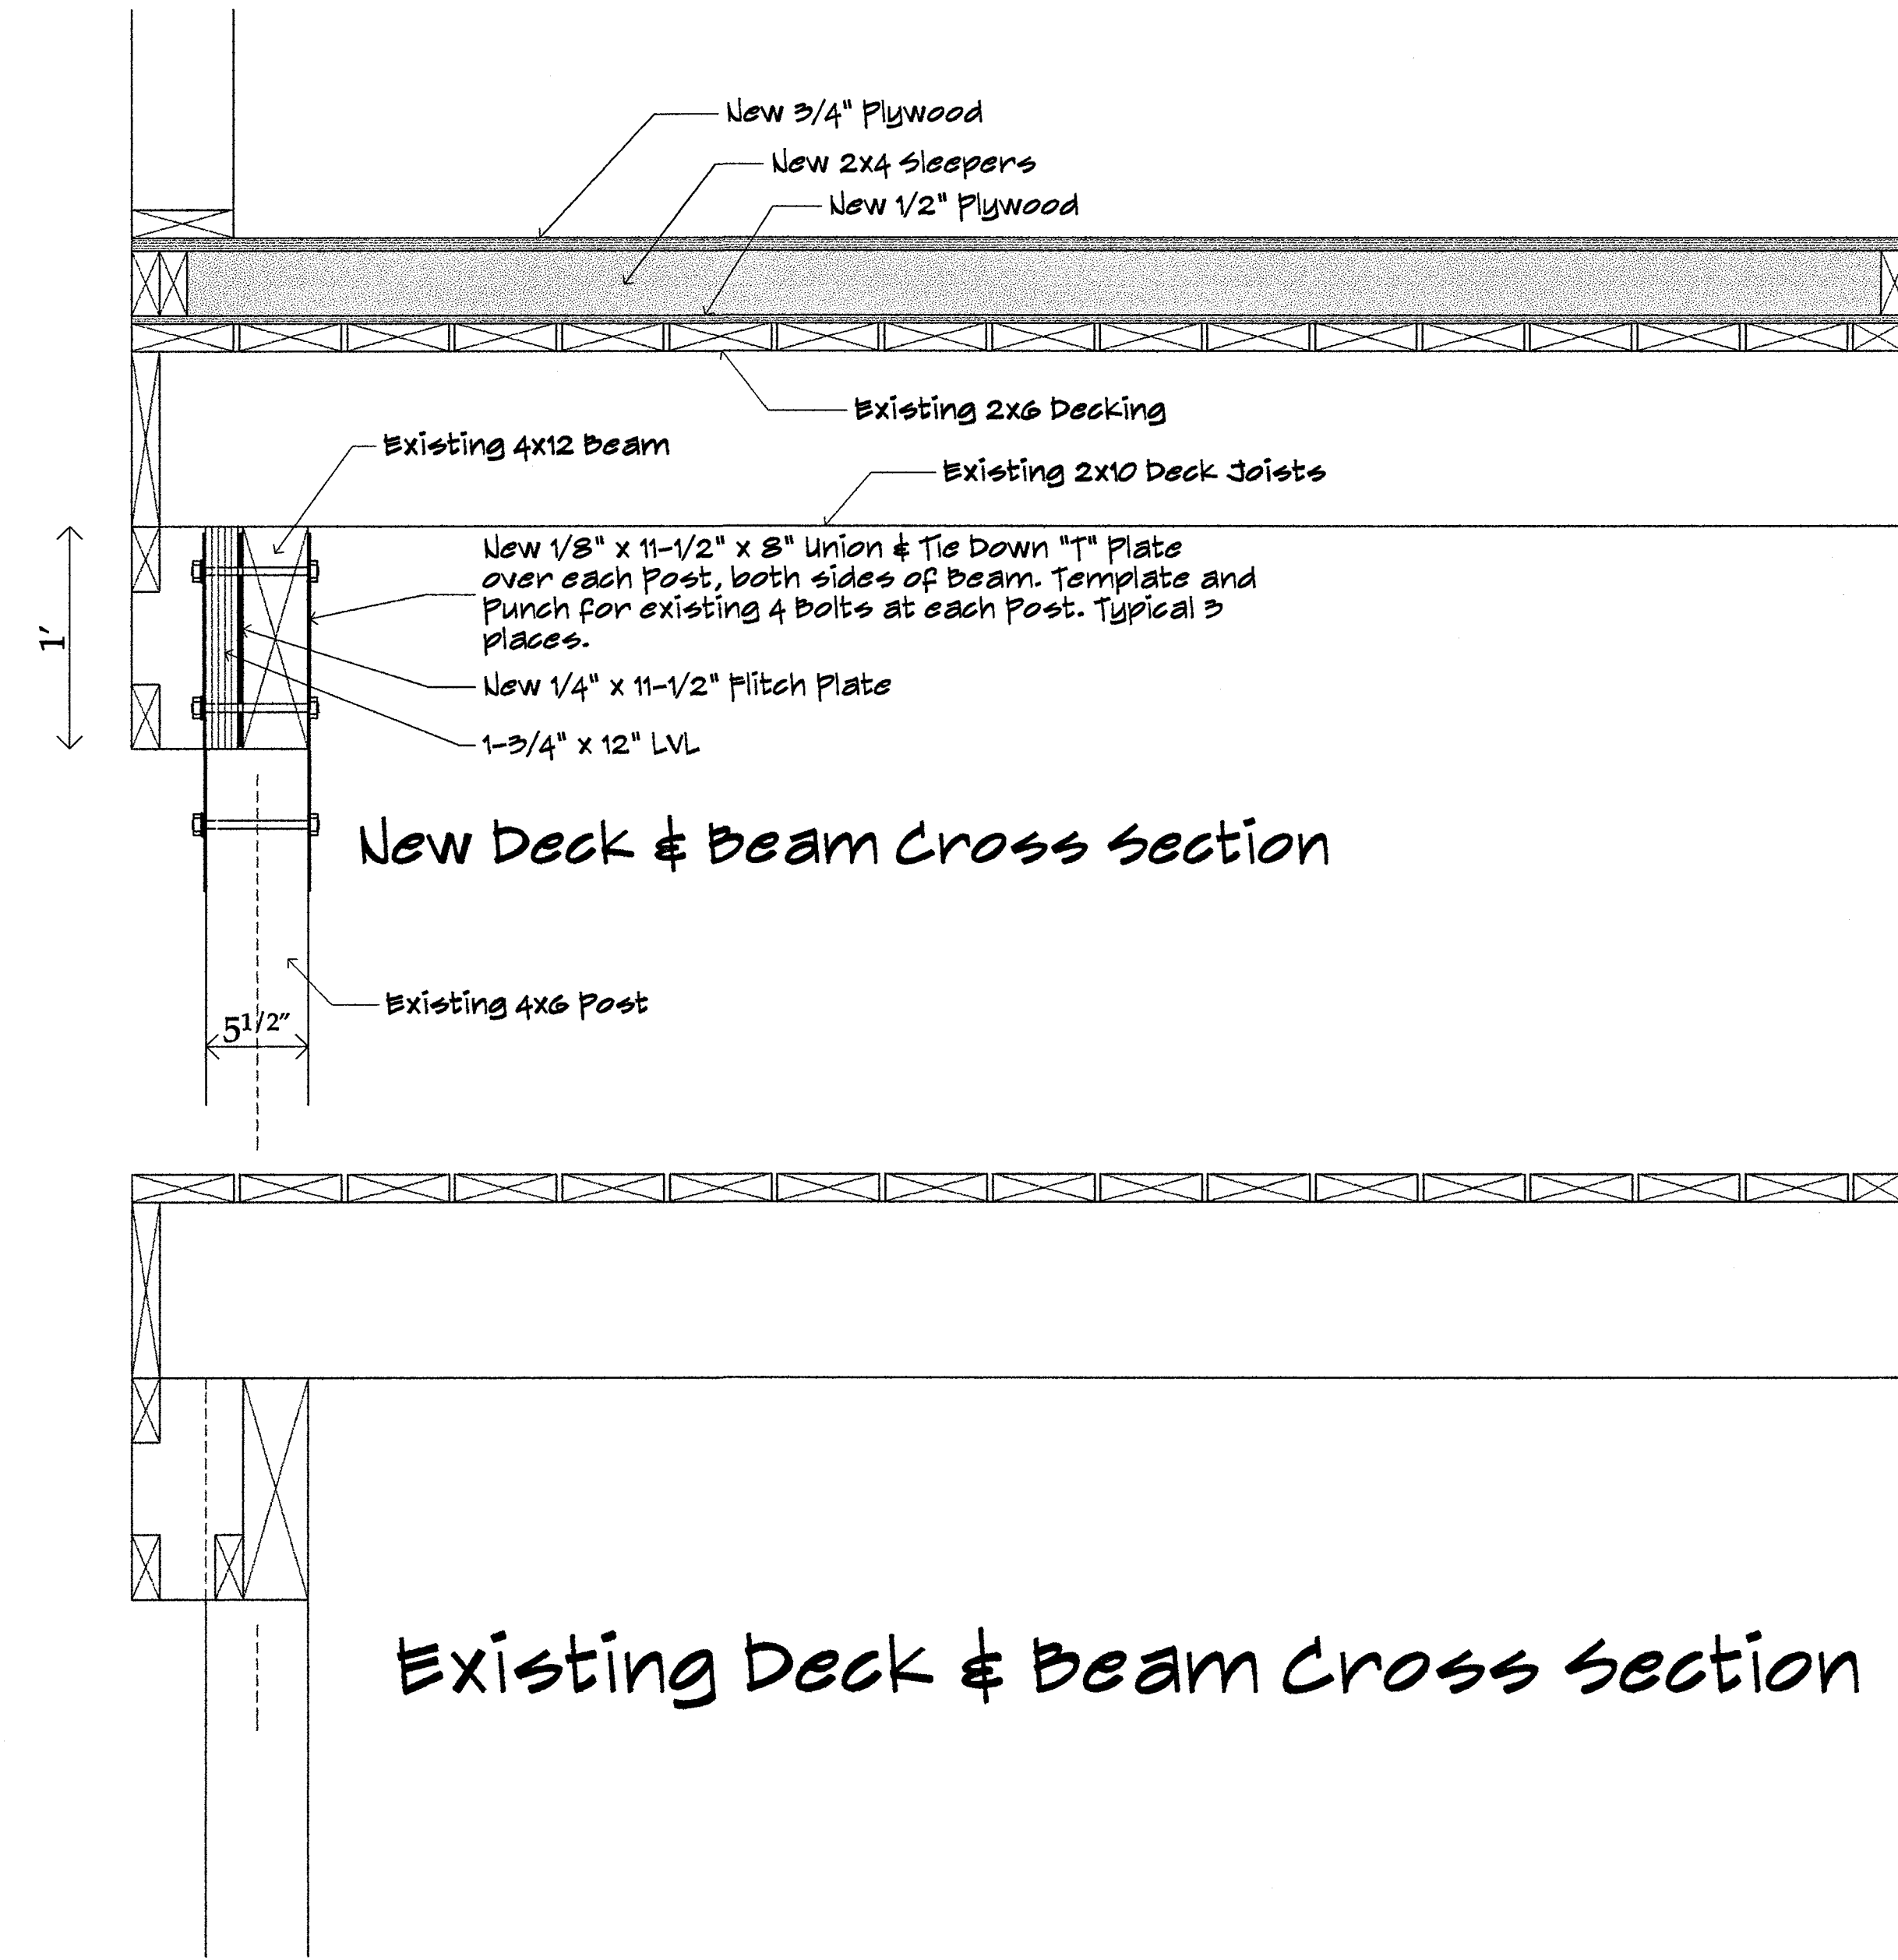 New 3/4" Plywood
New 2x4 Sleepers
New 1/2" Plywood
Existing 2x6 Decking
Existing 4x12 Beam
Existing 2x10 Deck Joists
New 1/8" x 11-1/2" x 8" Union & Tie Down "T" Plate
over each Post, both sides of Beam. Template and
Punch for existing 4 Bolts at each Post. Typical 3
places.
1'
New 1/4" x 11-1/2" Flitch Plate
1-3/4" x 12" LVL
New Deck & Beam Cross Section
Existing 4x6 Post
5 1/2"
Existing Deck & Beam Cross Section